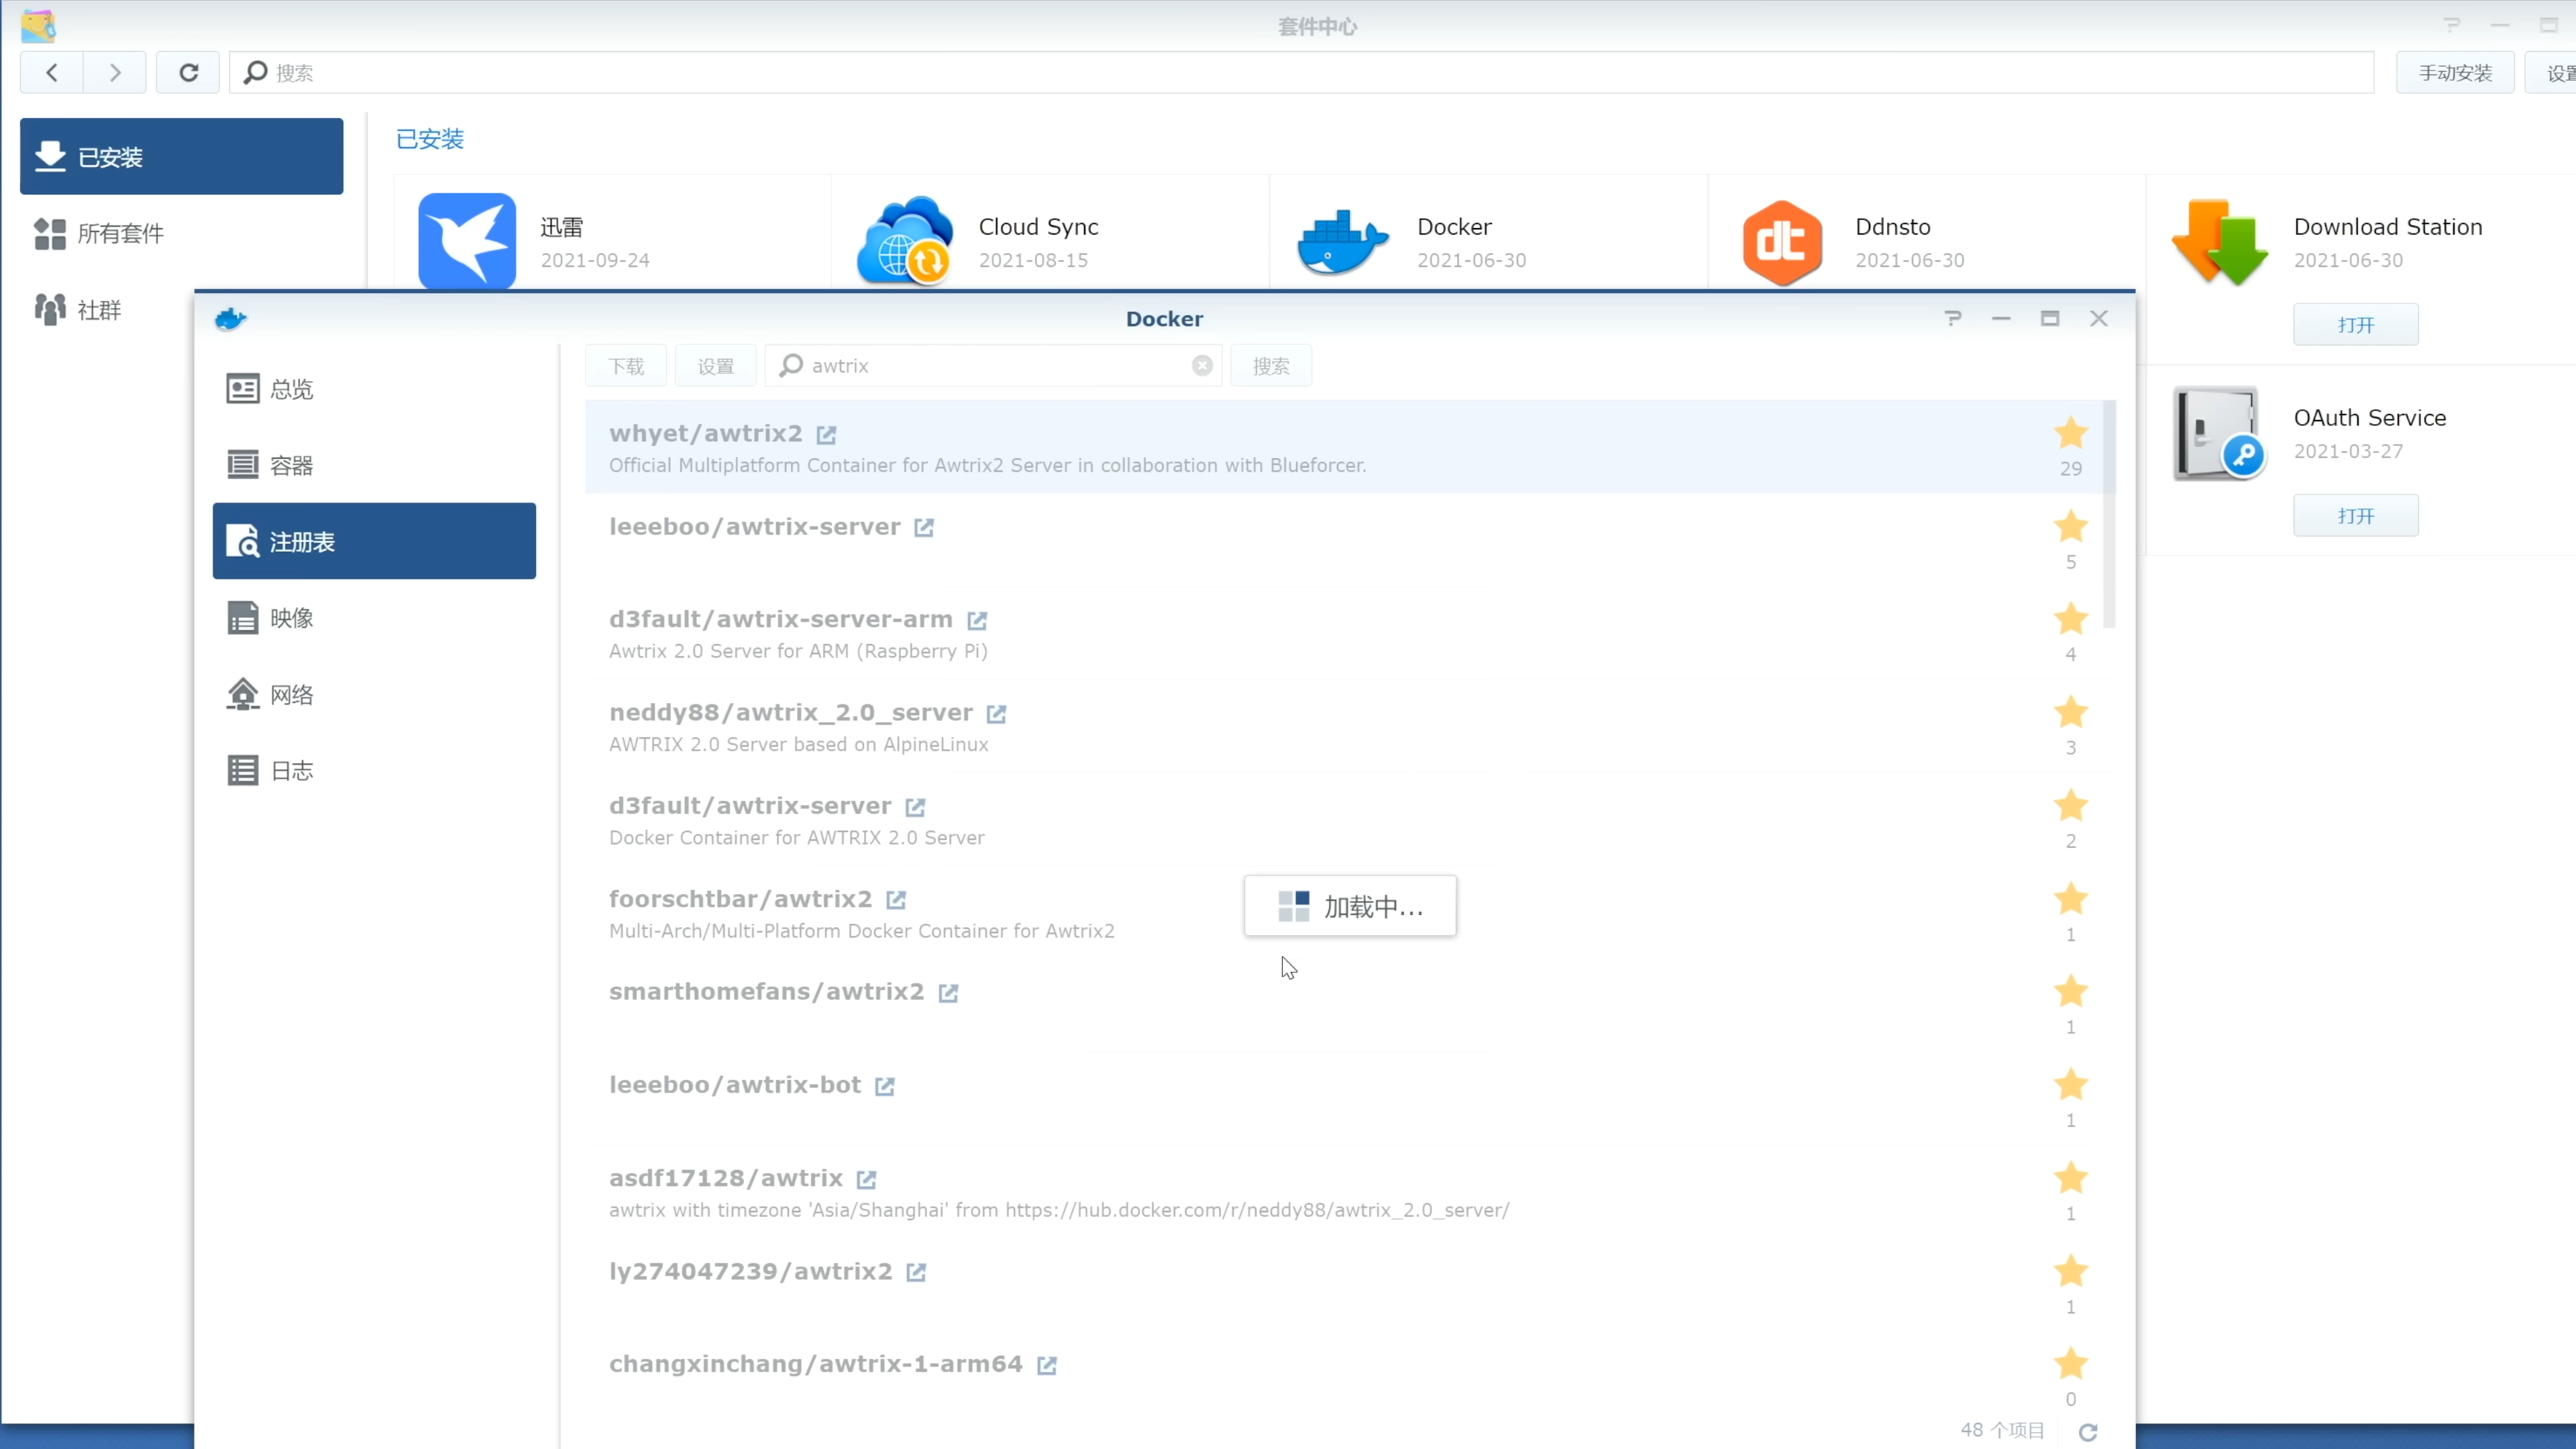 套件中心
搜索
手动安装
设置
已安装
所有套件
社群
已安装
迅雷
2021-09-24
Cloud Sync
2021-08-15
Docker
2021-06-30
Ddnsto
2021-06-30
Download Station
2021-06-30
打开
OAuth Service
2021-03-27
打开
Docker
总览
容器
注册表
映像
网络
日志
下载
设置
awtrix
搜索
whyet/awtrix2
Official Multiplatform Container for Awtrix2 Server in collaboration with Blueforcer.
29
leeeboo/awtrix-server
5
d3fault/awtrix-server-arm
Awtrix 2.0 Server for ARM (Raspberry Pi)
4
neddy88/awtrix_2.0_server
AWTRIX 2.0 Server based on AlpineLinux
3
d3fault/awtrix-server
Docker Container for AWTRIX 2.0 Server
2
foorschtbar/awtrix2
Multi-Arch/Multi-Platform Docker Container for Awtrix2
1
加载中...
smarthomefans/awtrix2
1
leeeboo/awtrix-bot
1
asdf17128/awtrix
awtrix with timezone 'Asia/Shanghai' from https://hub.docker.com/r/neddy88/awtrix_2.0_server/
1
ly274047239/awtrix2
1
changxinchang/awtrix-1-arm64
0
48 个项目